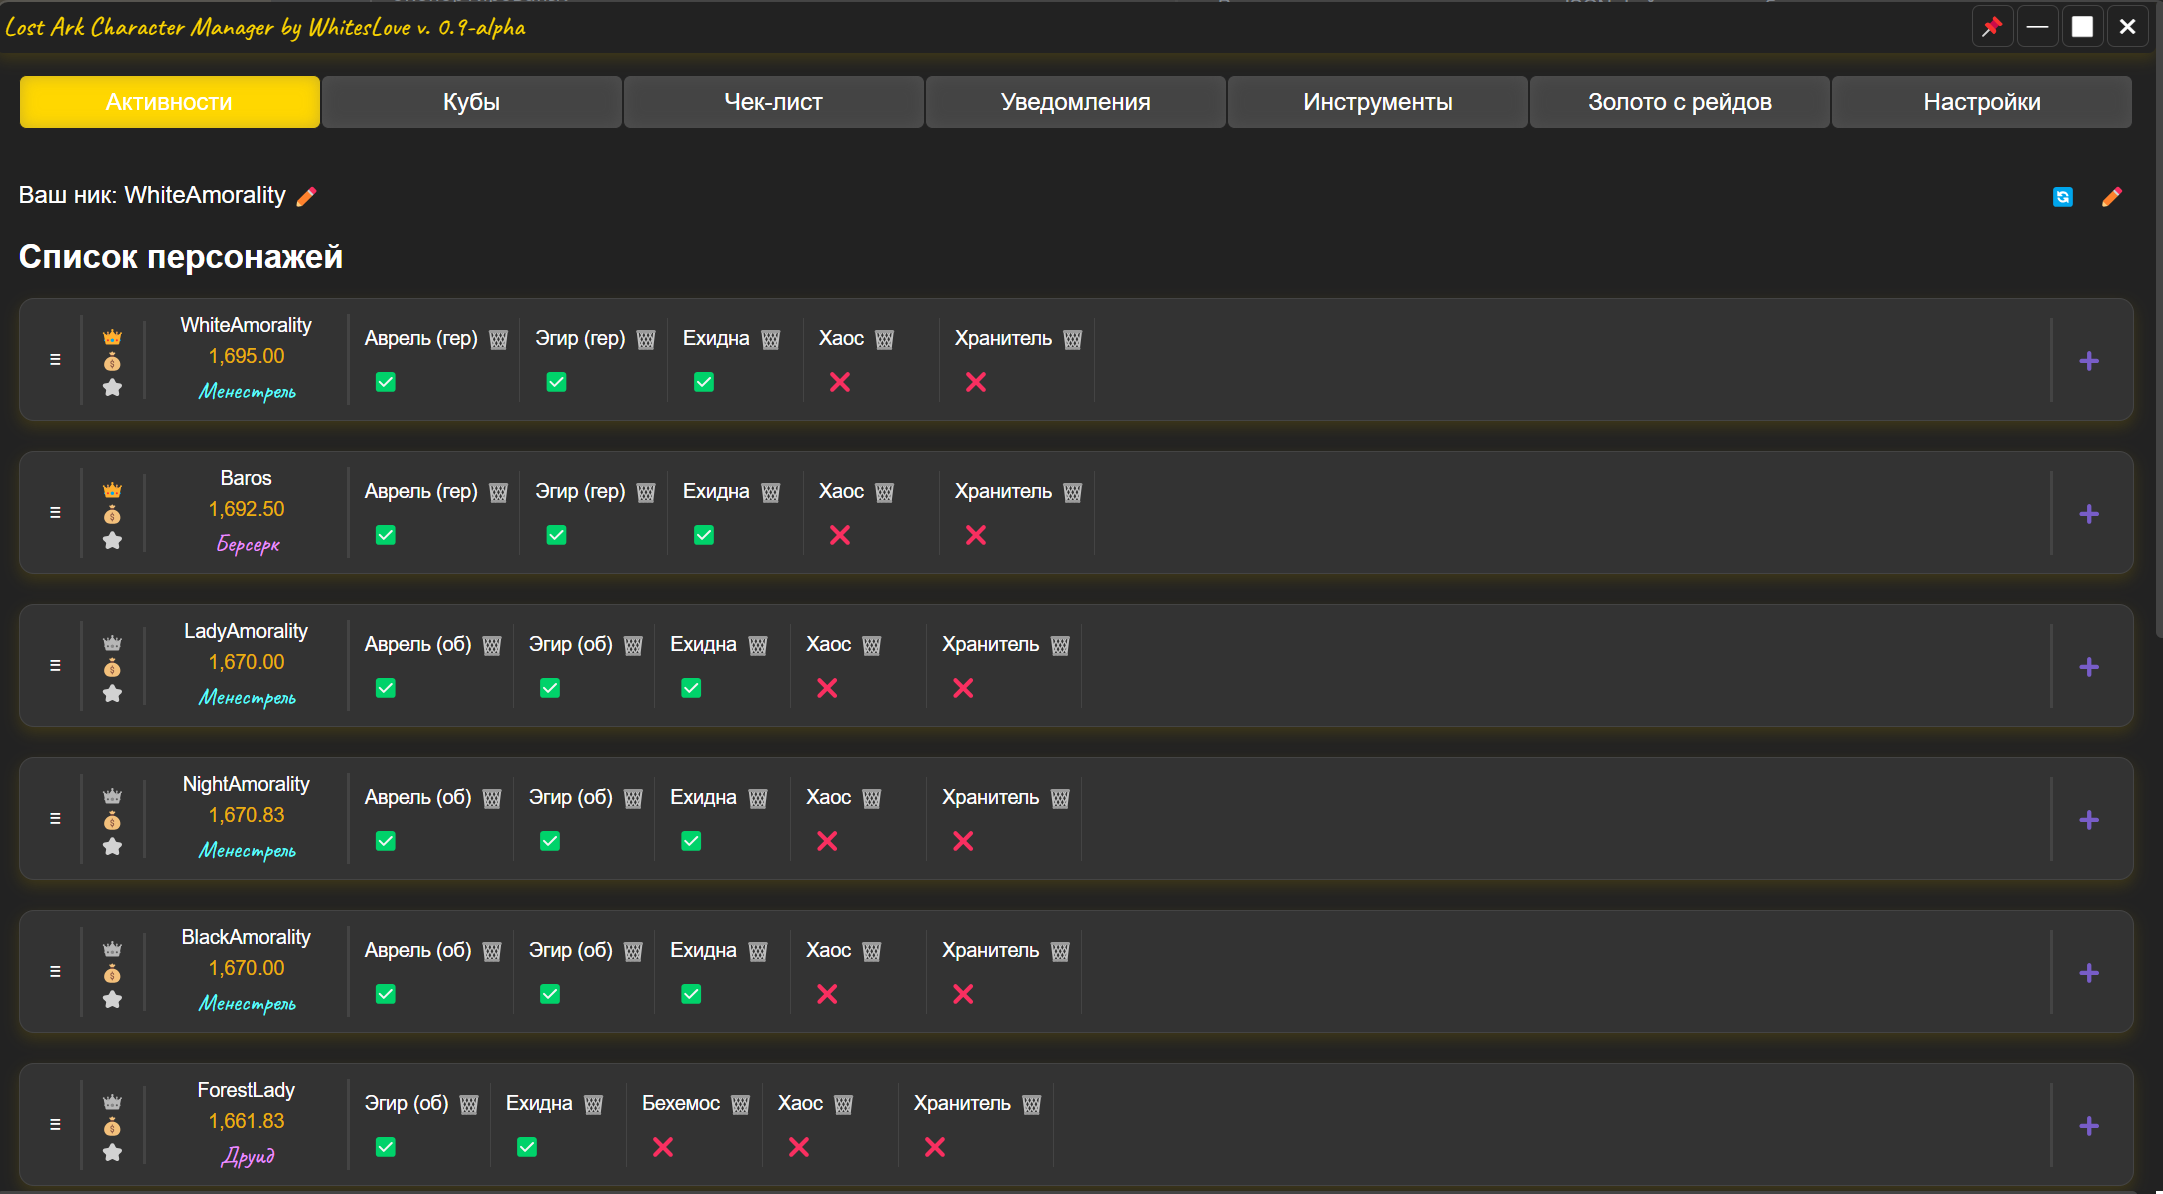 Lost Ark Character Manager by WhitesLove v. 0.9-alpha
Активности Кубы Чек-лист Уведомления Инструменты Золото с рейдов Настройки
Ваш ник: WhiteAmorality
Список персонажей
WhiteAmorality
1,695.00
Менестрель
Аврель (гер) Эгир (гер) Ехидна Хаос Хранитель
Baros
1,692.50
Берсерк
Аврель (гер) Эгир (гер) Ехидна Хаос Хранитель
LadyAmorality
1,670.00
Менестрель
Аврель (об) Эгир (об) Ехидна Хаос Хранитель
NightAmorality
1,670.83
Менестрель
Аврель (об) Эгир (об) Ехидна Хаос Хранитель
BlackAmorality
1,670.00
Менестрель
Аврель (об) Эгир (об) Ехидна Хаос Хранитель
ForestLady
1,661.83
Друид
Эгир (об) Ехидна Бехемос Хаос Хранитель